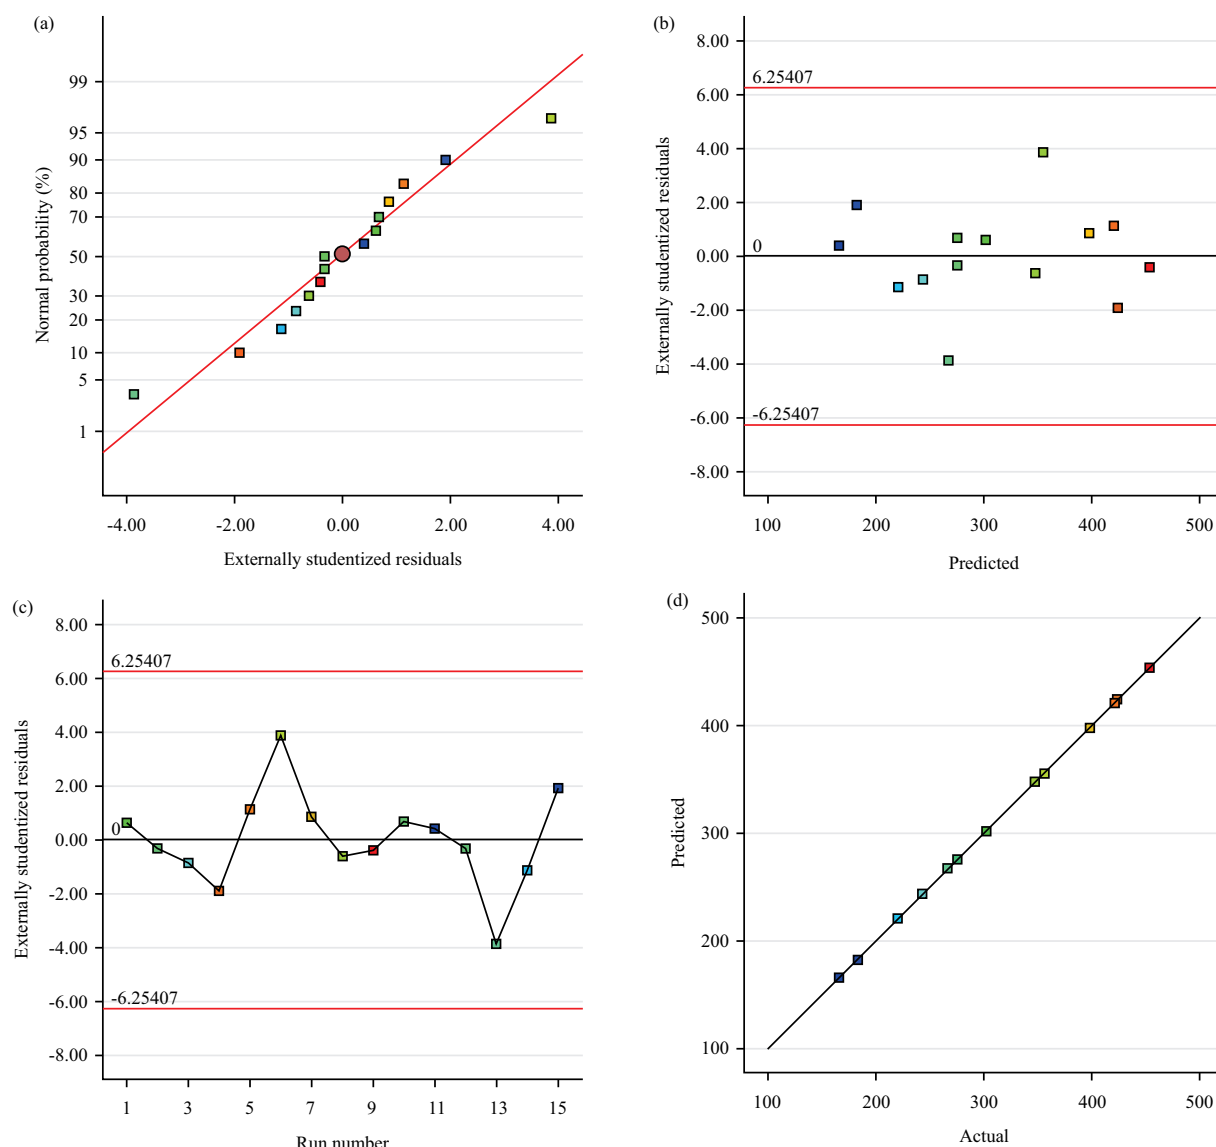 (a)
99
95
90
80
70
50
30
20
10
5
1
Normal probability (%)
-4.00 -2.00 0.00 2.00 4.00
Externally studentized residuals
(b)
8.00
6.00
4.00
2.00
0.00
-2.00
-4.00
-6.00
-8.00
6.25407
0
-6.25407
Externally studentized residuals
100 200 300 400 500
Predicted
(c)
8.00
6.00
4.00
2.00
0.00
-2.00
-4.00
-6.00
-8.00
6.25407
0
-6.25407
Externally studentized residuals
1 3 5 7 9 11 13 15
Run number
(d)
500
400
300
200
100
Predicted
100 200 300 400 500
Actual